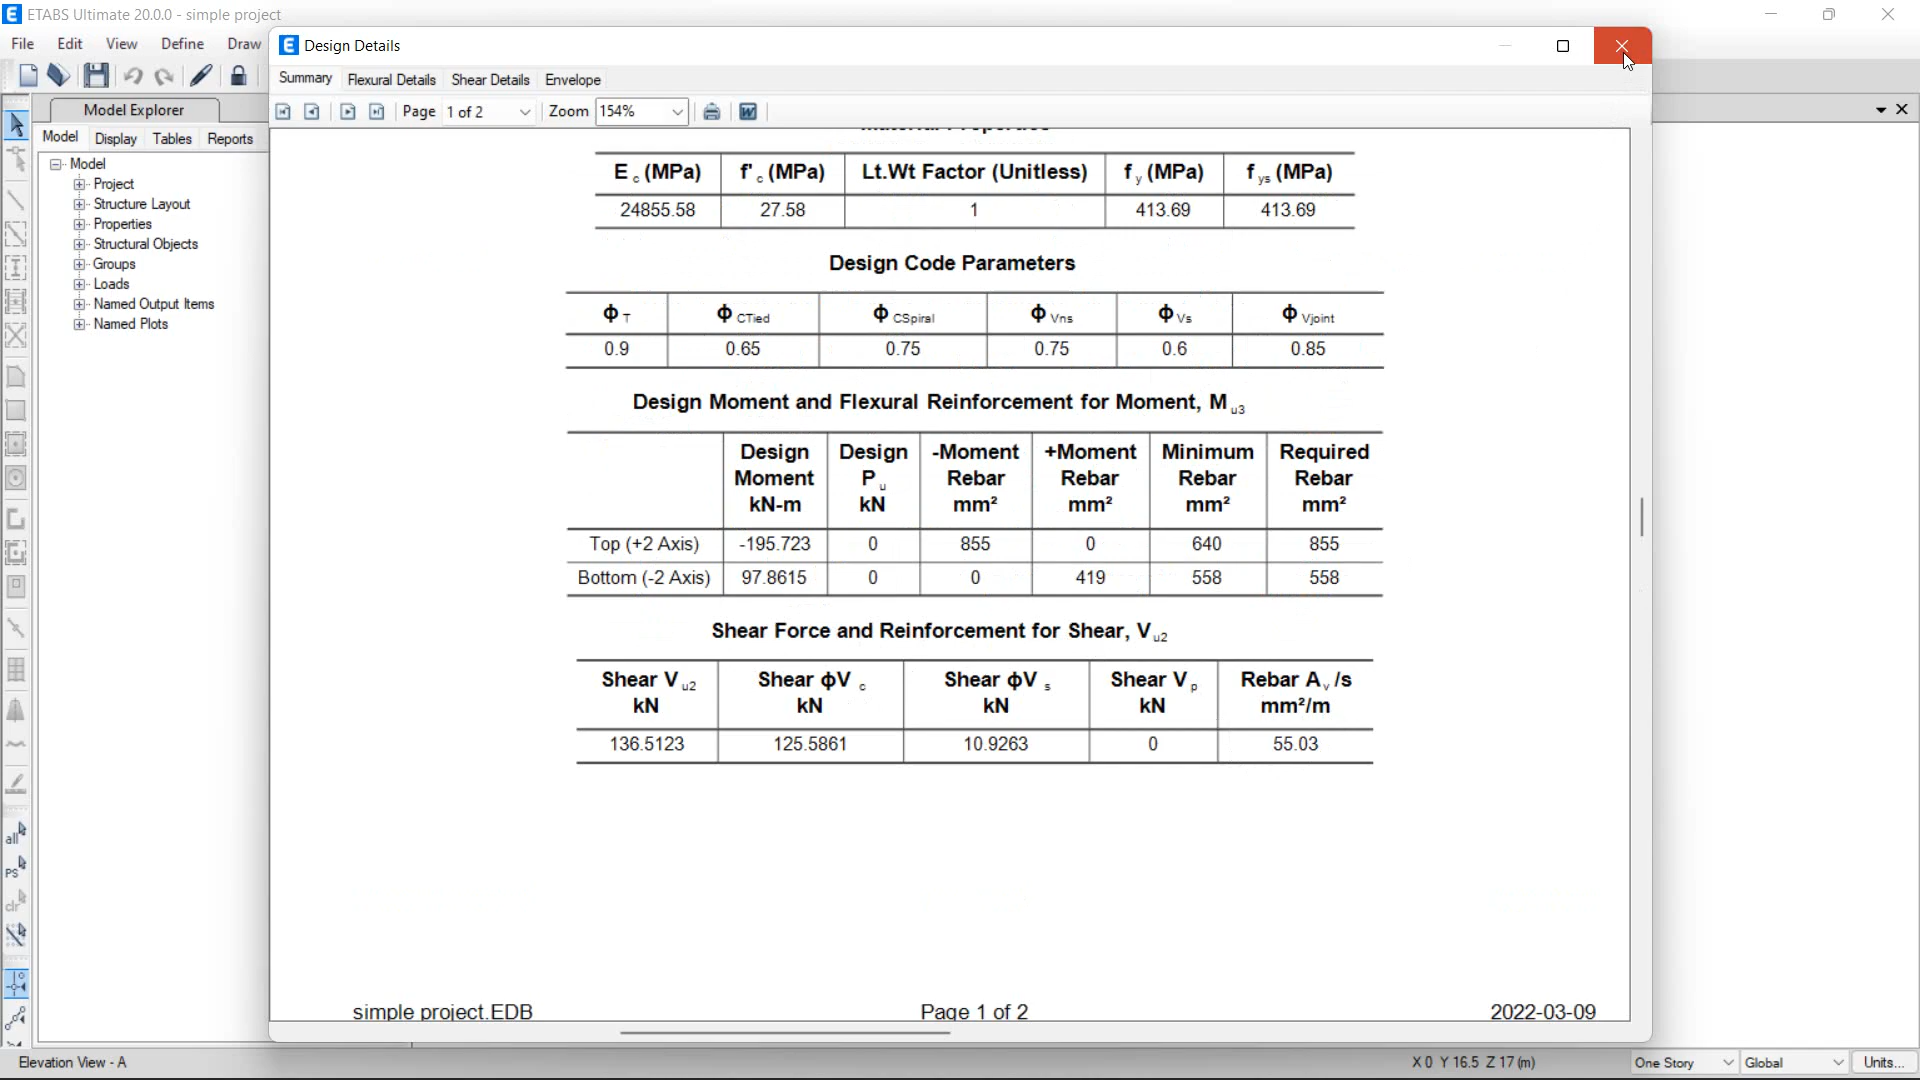 ETABS Ultimate 20.0.0 - simple project
File Edit View Define Draw
Design Details
Summary Flexural Details Shear Details Envelope
Page 1 of 2 Zoom 154%
Model Explorer
Model Display Tables Reports
Model
Project
Structure Layout
Properties
Structural Objects
Groups
Loads
Named Output Items
Named Plots
all
PS
clr
Material Properties
E c (MPa) f' c (MPa) Lt.Wt Factor (Unitless) f y (MPa) f ys (MPa)
24855.58 27.58 1 413.69 413.69
Design Code Parameters
Φ T Φ CTied Φ CSpiral Φ Vns Φ Vs Φ Vjoint
0.9 0.65 0.75 0.75 0.6 0.85
Design Moment and Flexural Reinforcement for Moment, M u3
Design Design -Moment +Moment Minimum Required
Moment P u Rebar Rebar Rebar Rebar
kN-m kN mm² mm² mm² mm²
Top (+2 Axis) -195.723 0 855 0 640 855
Bottom (-2 Axis) 97.8615 0 0 419 558 558
Shear Force and Reinforcement for Shear, V u2
Shear V u2 Shear ϕV c Shear ϕV s Shear V p Rebar A v /s
kN kN kN kN mm²/m
136.5123 125.5861 10.9263 0 55.03
simple project.EDB Page 1 of 2 2022-03-09
Elevation View - A X 0 Y 16.5 Z 17 (m) One Story Global Units...